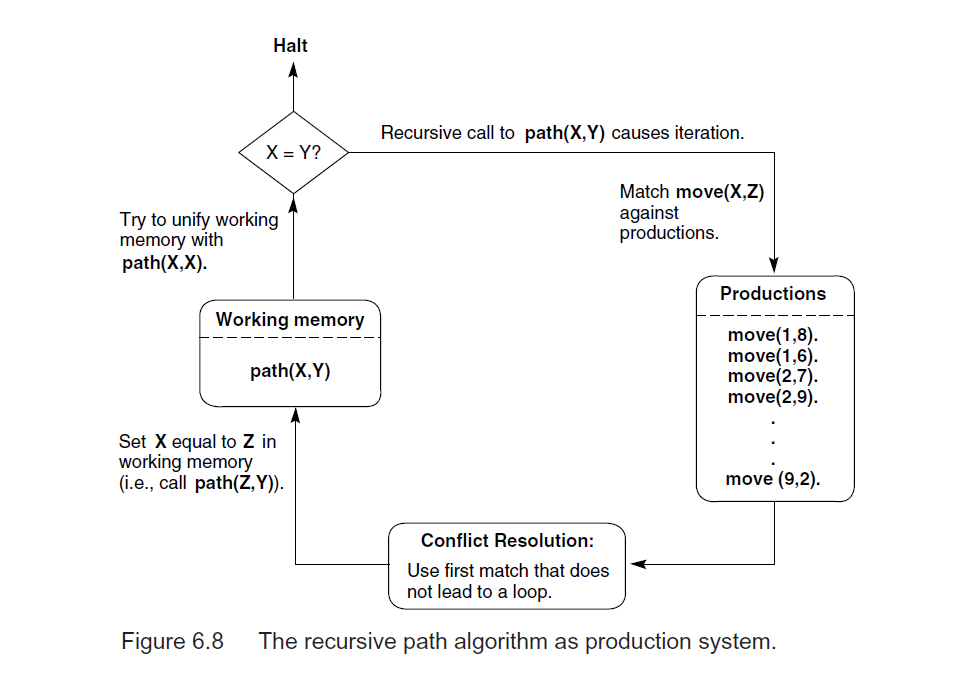 Halt
X = Y?
Recursive call to path(X,Y) causes iteration.
Match move(X,Z)
against
productions.
Try to unify working
memory with
path(X,X).
Productions
move(1,8).
move(1,6).
move(2,7).
move(2,9).
.
.
.
move (9,2).
Working memory
path(X,Y)
Set X equal to Z in
working memory
(i.e., call path(Z,Y)).
Conflict Resolution:
Use first match that does
not lead to a loop.
Figure 6.8 The recursive path algorithm as production system.